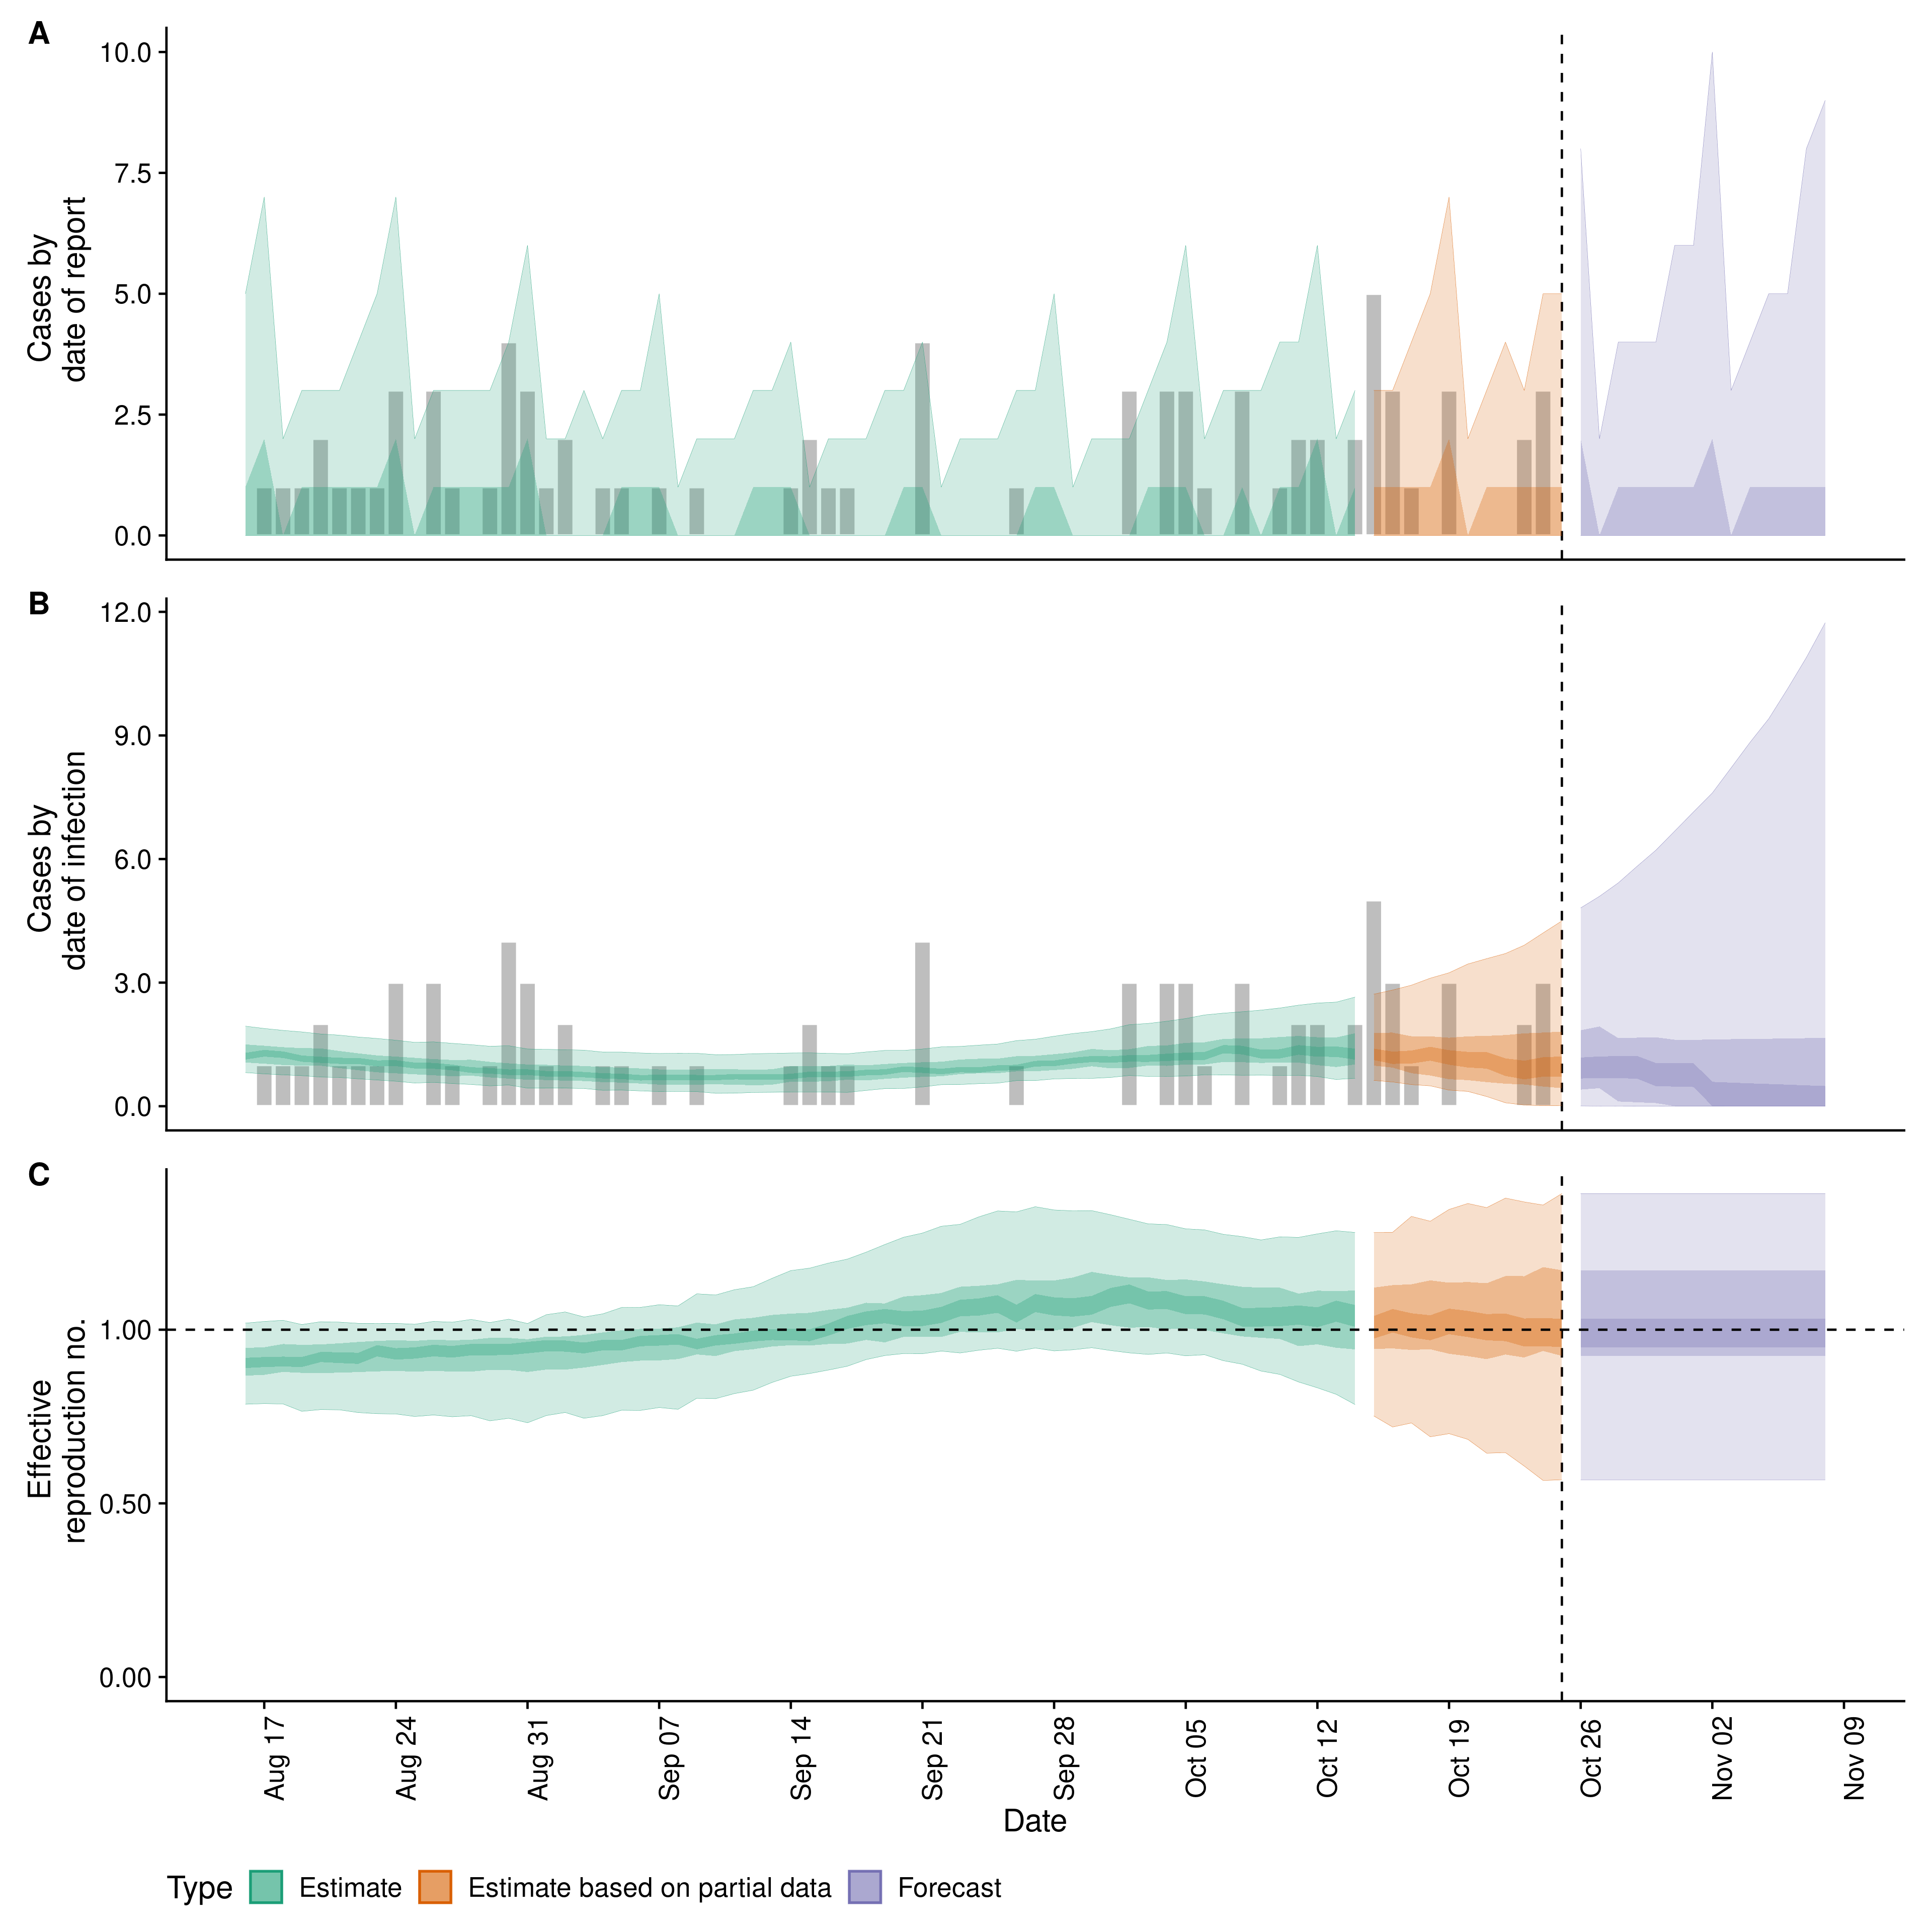 A
Cases by
date of report
10.0
7.5
5.0
2.5
0.0
B
Cases by
date of infection
12.0
9.0
6.0
3.0
0.0
C
Effective
reproduction no.
1.00
0.50
0.00
Aug 17
Aug 24
Aug 31
Sep 07
Sep 14
Sep 21
Sep 28
Oct 05
Oct 12
Oct 19
Oct 26
Nov 02
Nov 09
Date
Type Estimate Estimate based on partial data Forecast